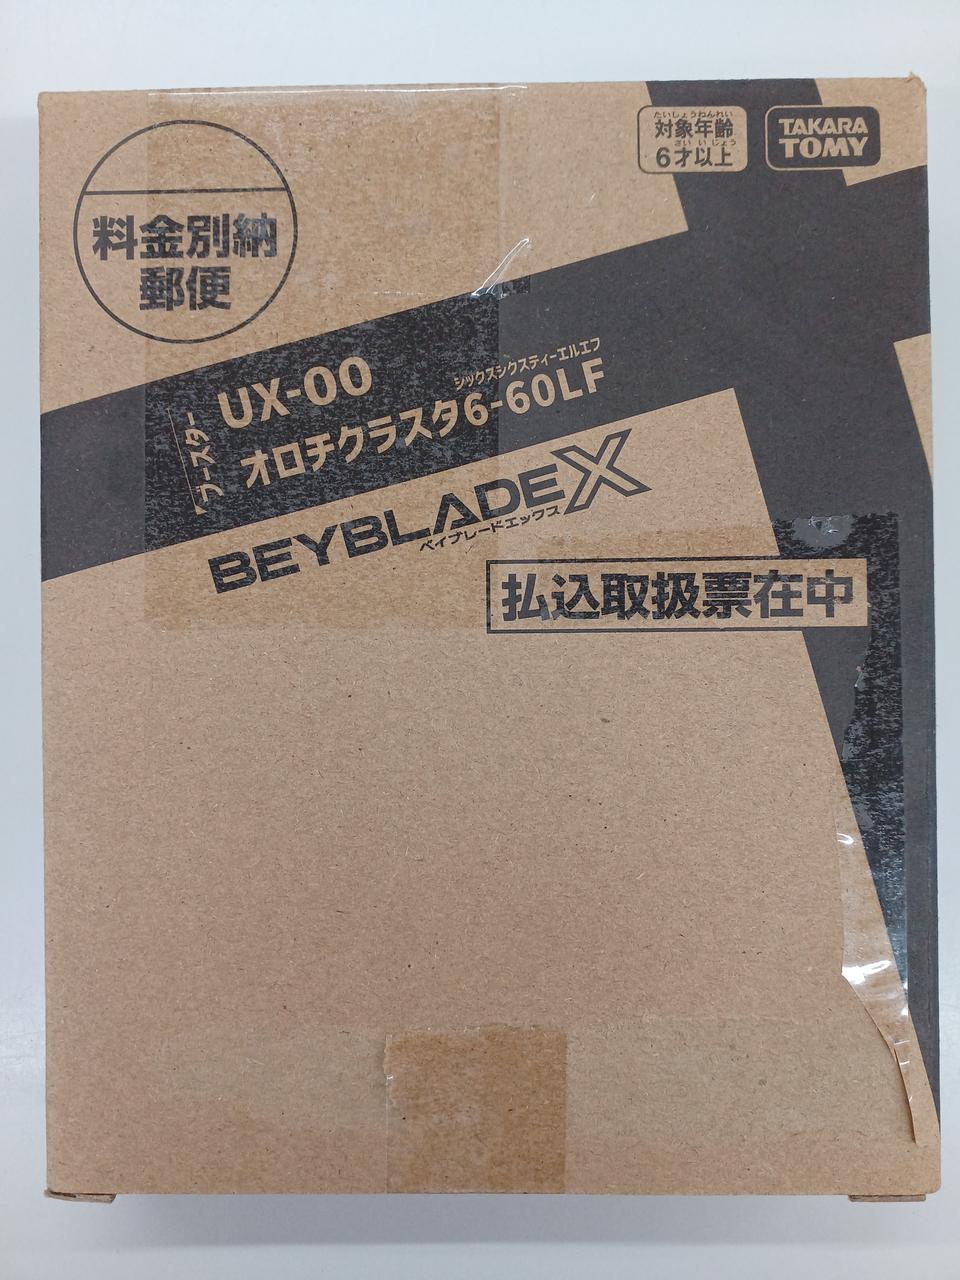 たいしょうねんれい
対象年齢
さい いじょう
6才以上
TAKARA
TOMY
料金別納
郵便
ブースター
UX-00
シックスシクスティーエルエフ
オロチクラスタ6-60LF
BEYBLADE X
ベイブレードエックス
払込取扱票在中